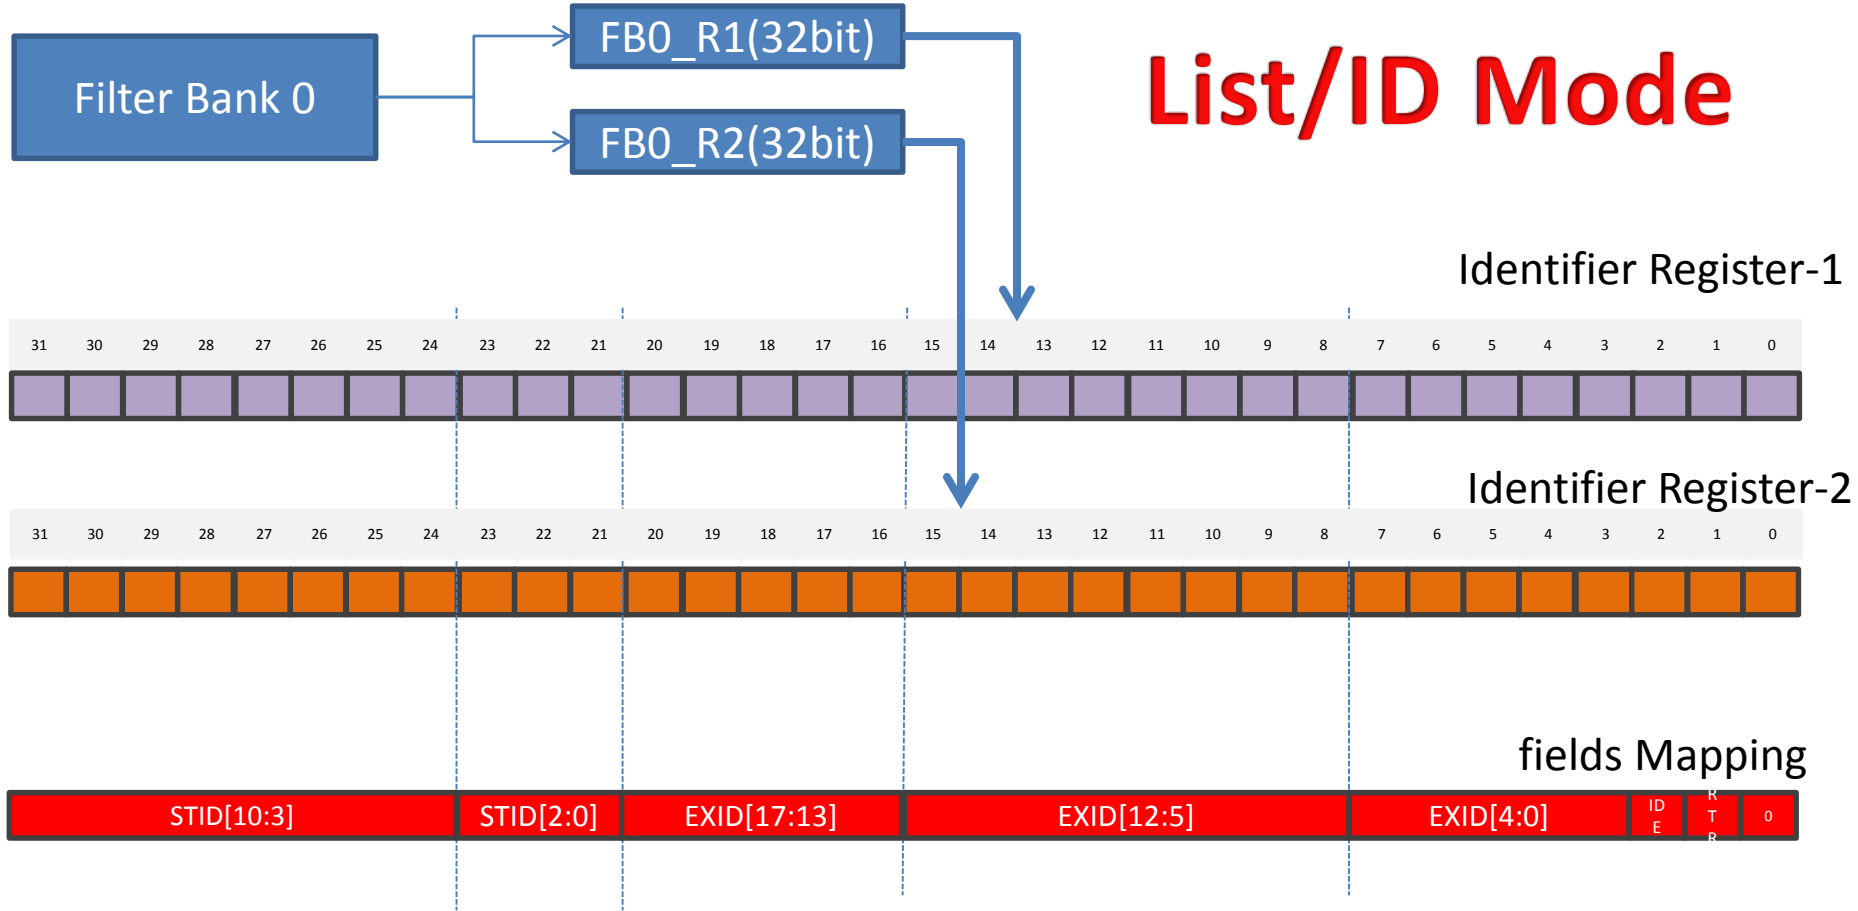 FB0_R1(32bit)
List/ID Mode
Filter Bank 0
FB0_R2(32bit)
Identifier Register-1
31 30 29 28 27 26 25 24 23 22 21 20 19 18 17 16 15 14 13 12 11 10 9 8 7 6 5 4 3 2 1 0
Identifier Register-2
31 30 29 28 27 26 25 24 23 22 21 20 19 18 17 16 15 14 13 12 11 10 9 8 7 6 5 4 3 2 1 0
fields Mapping
STID[10:3] STID[2:0] EXID[17:13] EXID[12:5] EXID[4:0] IDE RTR 0